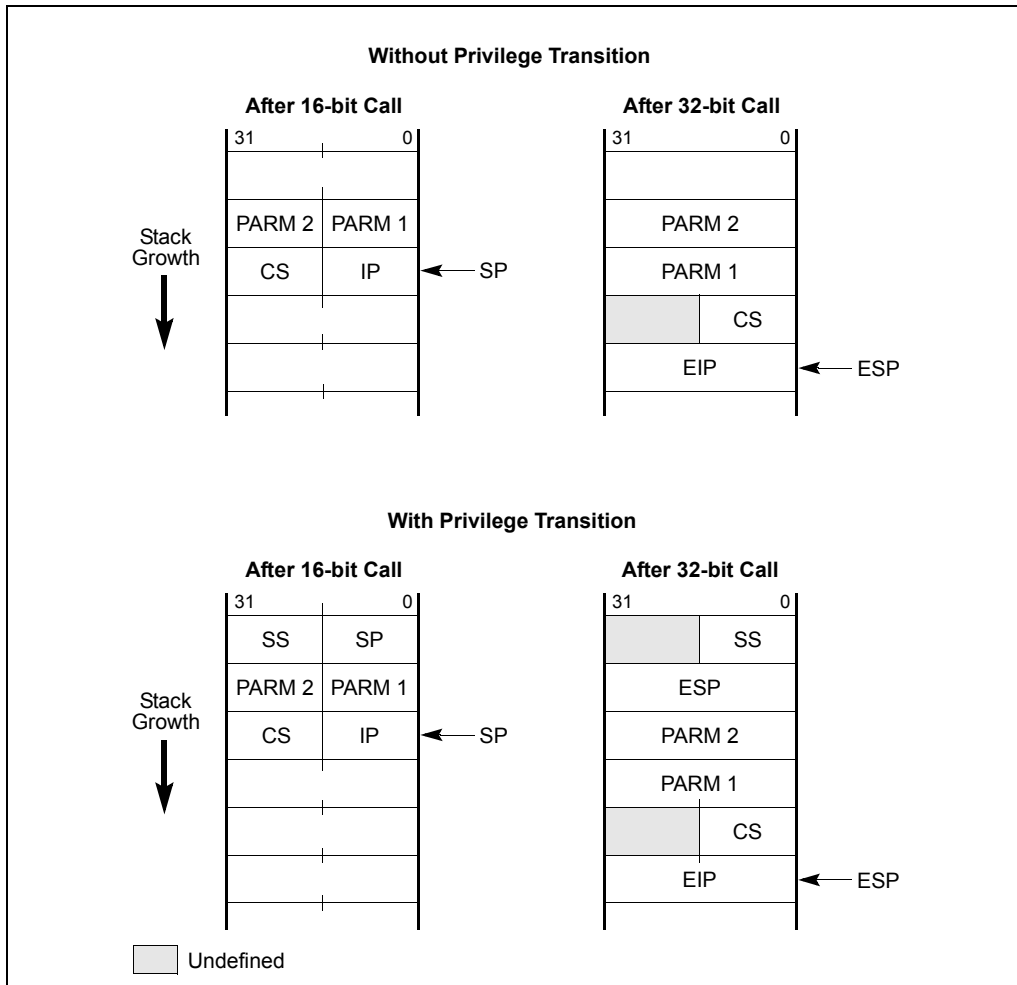 Without Privilege Transition
After 16-bit Call
After 32-bit Call
31 0
31 0
PARM 2 PARM 1
PARM 2
Stack
Growth
CS IP
SP
PARM 1
CS
EIP
ESP
With Privilege Transition
After 16-bit Call
After 32-bit Call
31 0
31 0
SS SP
SS
Stack
Growth
PARM 2 PARM 1
ESP
CS IP
SP
PARM 2
PARM 1
CS
EIP
ESP
Undefined